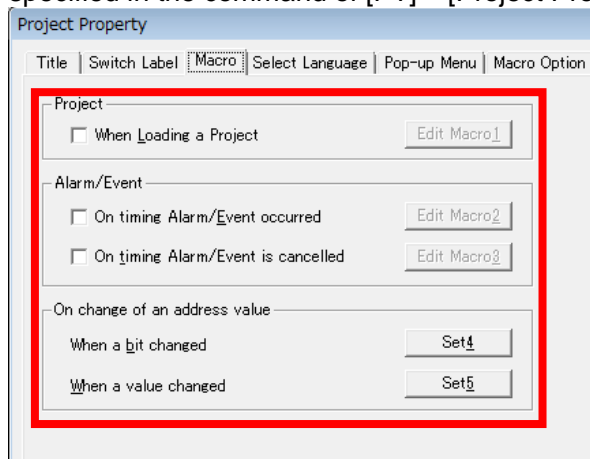 Project Property
Title Switch Label Macro Select Language Pop-up Menu Macro Option
Project
When Loading a Project Edit Macro1
Alarm/Event
On timing Alarm/Event occurred Edit Macro2
On timing Alarm/Event is cancelled Edit Macro3
On change of an address value
When a bit changed Set4
When a value changed Set5